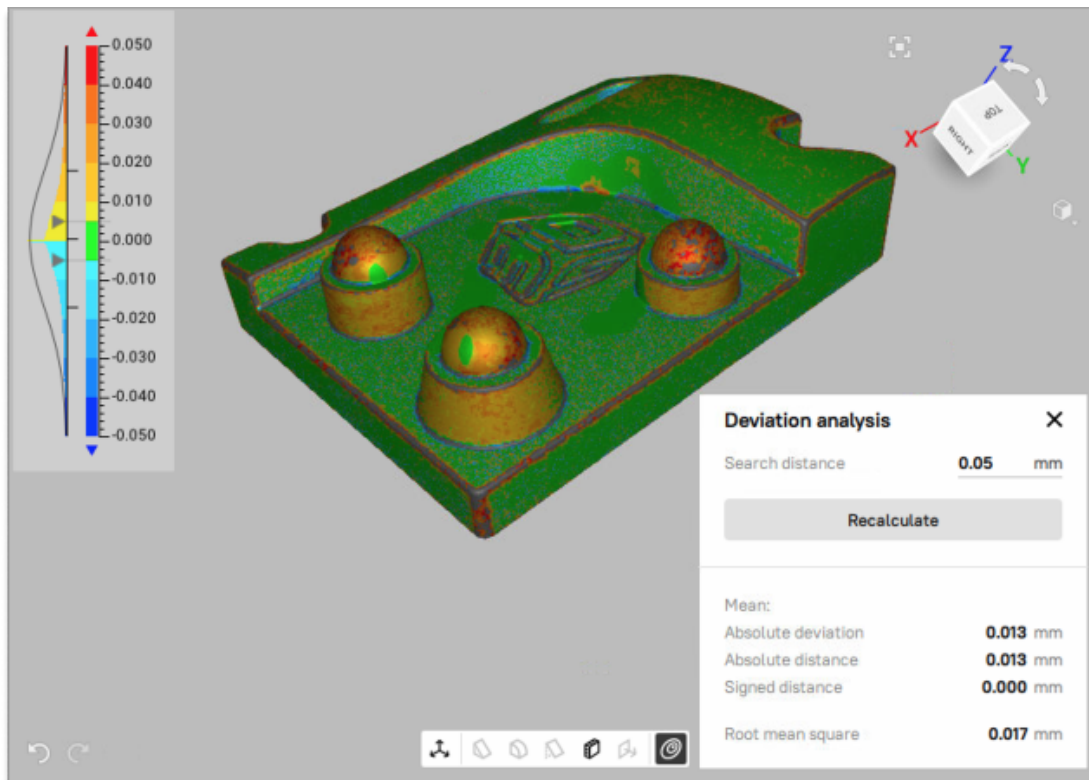 0.050
0.040
0.030
0.020
0.010
0.000
-0.010
-0.020
-0.030
-0.040
-0.050
Z
TOP
RIGHT
X
Y
Deviation analysis
Search distance 0.05 mm
Recalculate
Mean:
Absolute deviation 0.013 mm
Absolute distance 0.013 mm
Signed distance 0.000 mm
Root mean square 0.017 mm